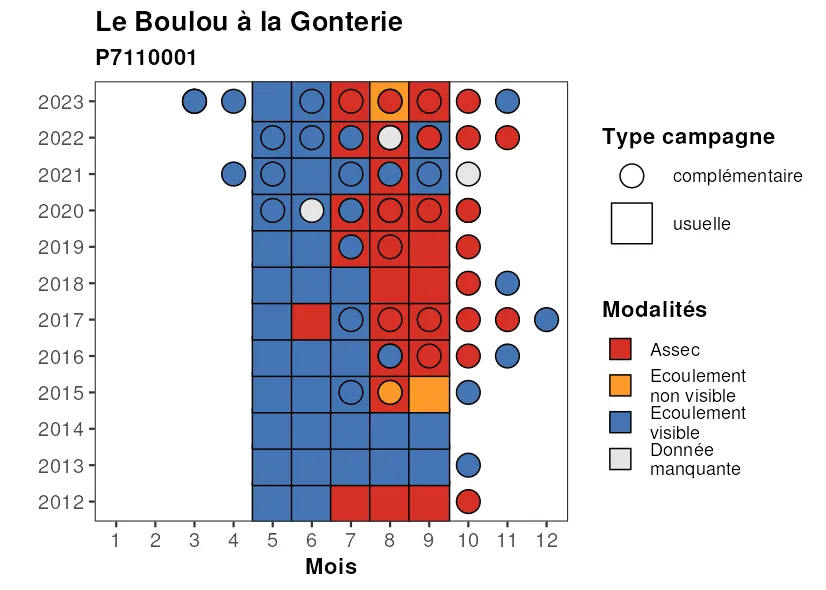 Le Boulou à la Gonterie
P7110001
2023
2022
2021
2020
2019
2018
2017
2016
2015
2014
2013
2012
1 2 3 4 5 6 7 8 9 10 11 12
Mois
Type campagne
complémentaire
usuelle
Modalités
Assec
Ecoulement
non visible
Ecoulement
visible
Donnée
manquante